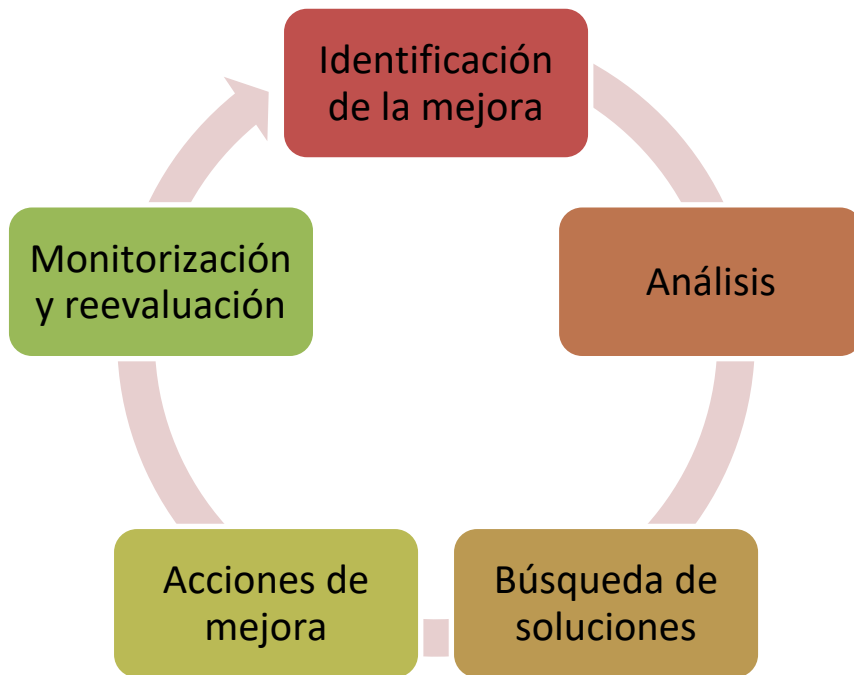 Identificación
de la mejora
Análisis
Búsqueda de
soluciones
Acciones de
mejora
Monitorización
y reevaluación